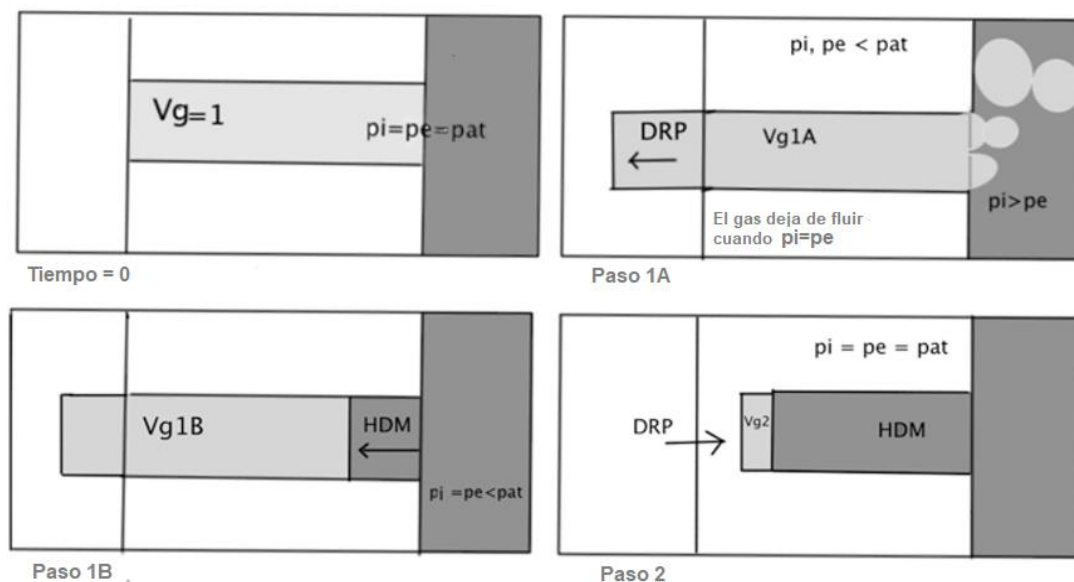 Vg=1
pi=pe=pat
Tiempo = 0
pi, pe < pat
DRP
Vg1A
pi>pe
El gas deja de fluir
cuando pi=pe
Paso 1A
Vg1B
HDM
pi =pe<pat
Paso 1B
pi = pe = pat
DRP
Vg2
HDM
Paso 2